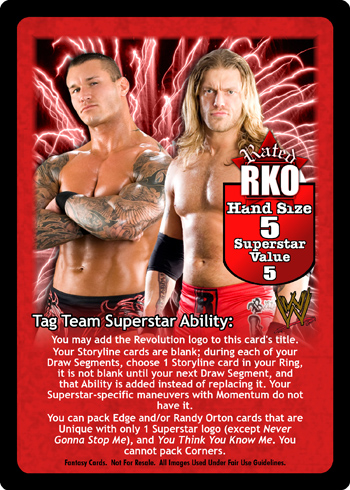 Rated
RKO
Hand Size
5
Superstar
Value
5
W
Tag Team Superstar Ability:
You may add the Revolution logo to this card's title.
Your Storyline cards are blank; during each of your
Draw Segments, choose 1 Storyline card in your Ring,
it is not blank until your next Draw Segment, and
that Ability is added instead of replacing it. Your
Superstar-specific maneuvers with Momentum do not
have it.
You can pack Edge and/or Randy Orton cards that are
Unique with only 1 Superstar logo (except Never
Gonna Stop Me), and You Think You Know Me. You
cannot pack Corners.
Fantasy Cards. Not For Resale. All Images Used Under Fair Use Guidelines.